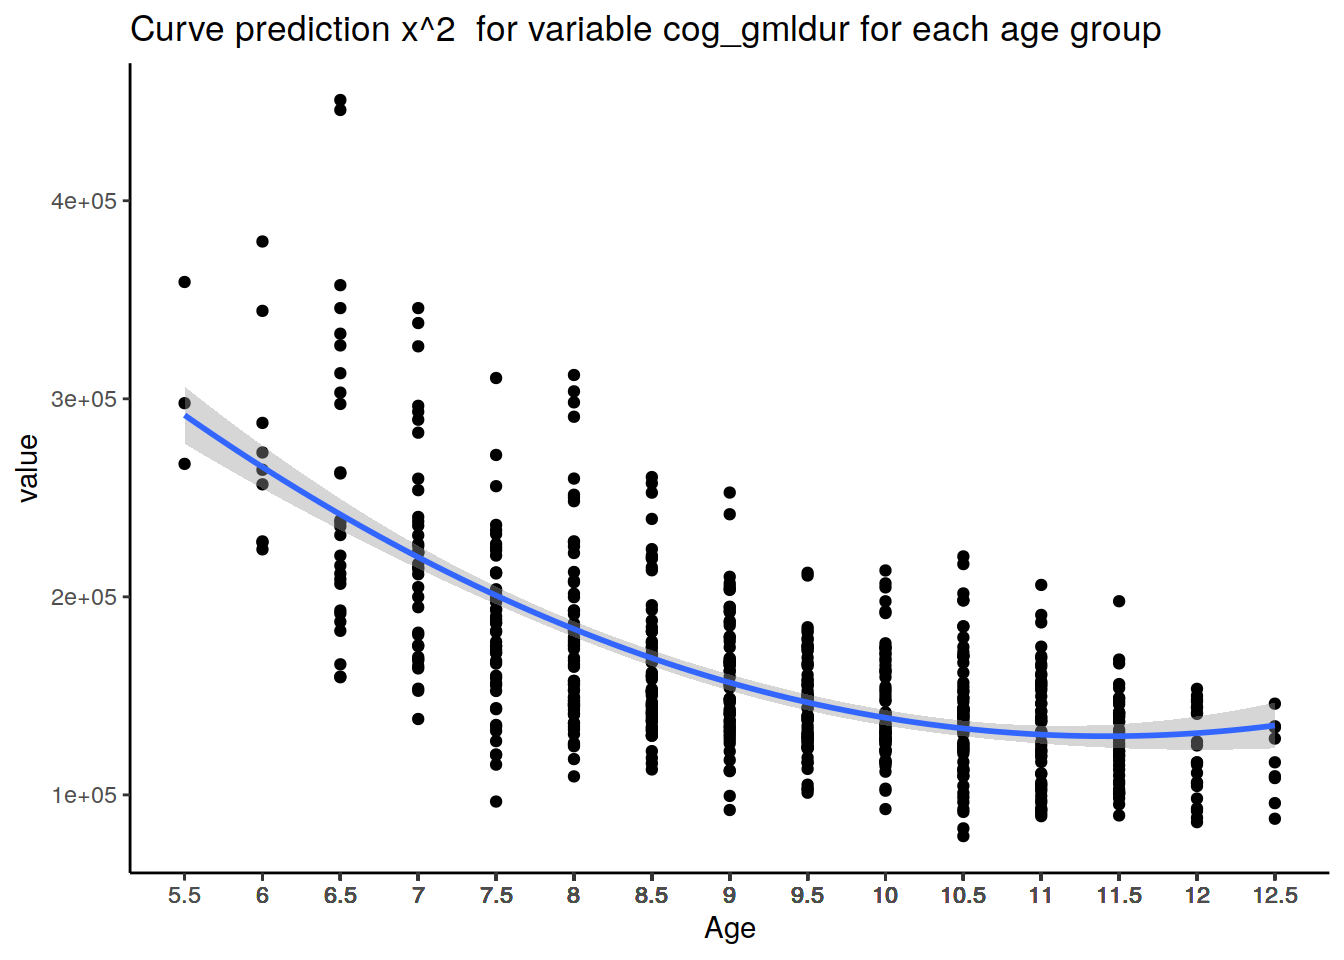 Curve prediction x^2  for variable cog_gmldur for each age group
value
4e+05
3e+05
2e+05
1e+05
5.5 6 6.5 7 7.5 8 8.5 9 9.5 10 10.5 11 11.5 12 12.5
Age